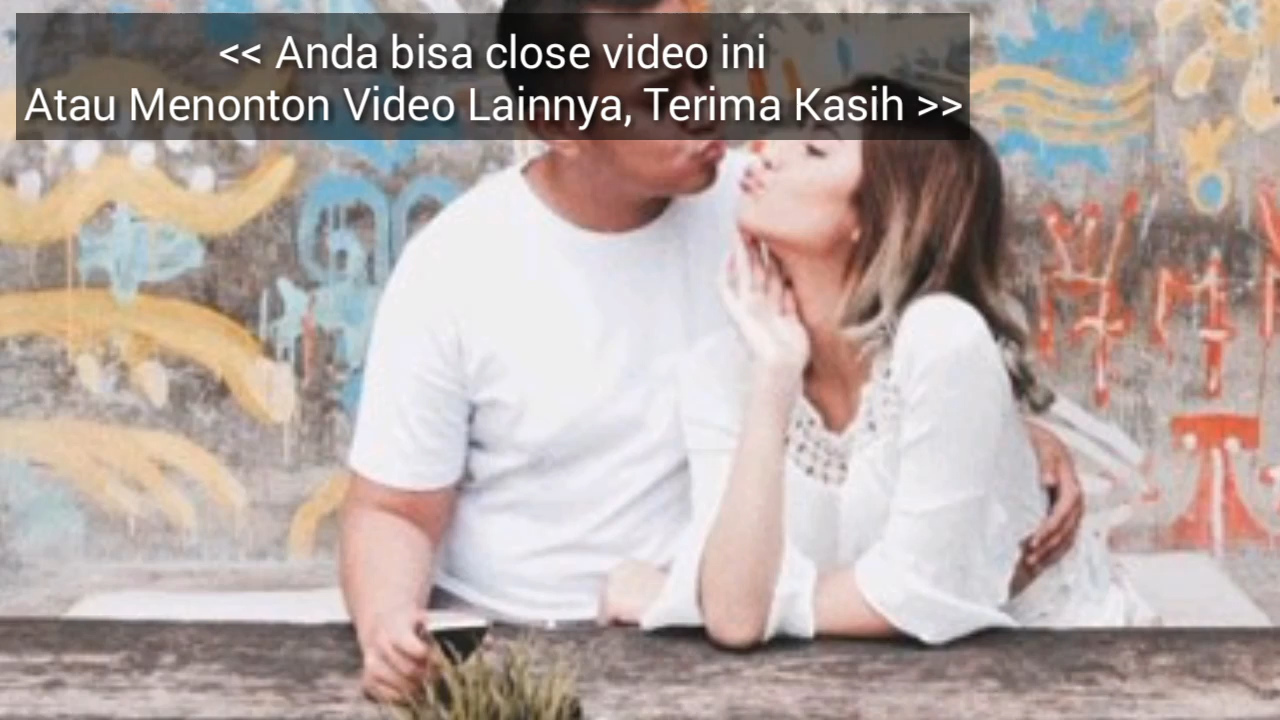 << Anda bisa close video ini
Atau Menonton Video Lainnya, Terima Kasih >>